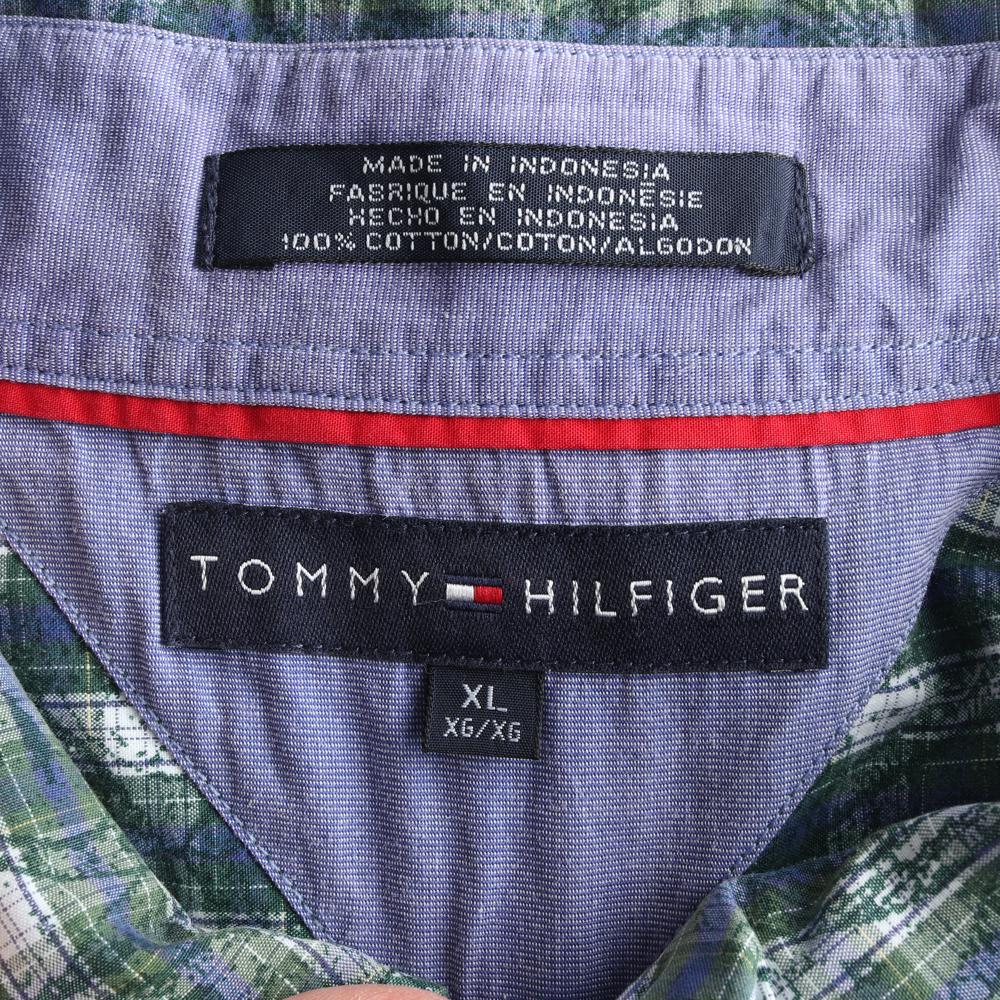 MADE IN INDONESIA
FABRIQUE EN INDONÉSIE
HECHO EN INDONESIA
100% COTTON/COTON/ALGODON
TOMMY HILFIGER
XL
XG/XG